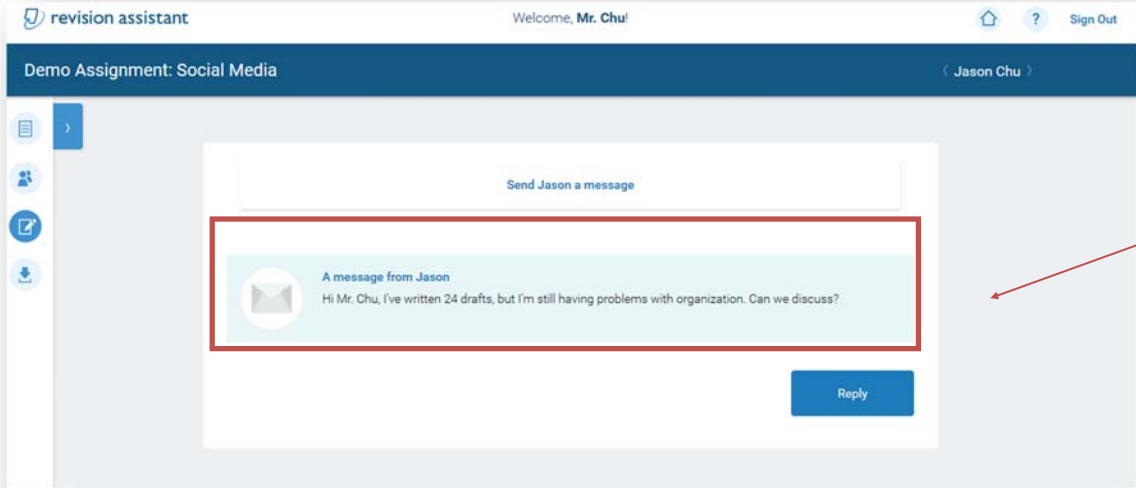 revision assistant
Welcome, Mr. Chu!
? Sign Out
Demo Assignment: Social Media
〈 Jason Chu 〉
Send Jason a message
A message from Jason
Hi Mr. Chu, I've written 24 drafts, but I'm still having problems with organization. Can we discuss?
Reply